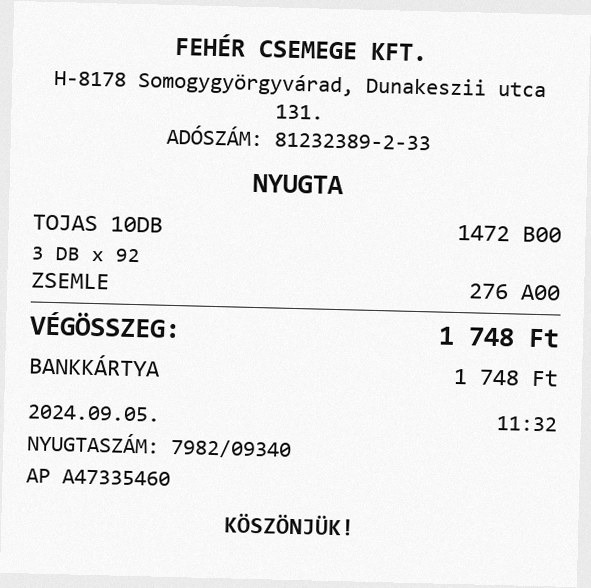 FEHÉR CSEMEGE KFT.
H-8178 Somogygyörgyvárad, Dunakeszii utca
131.
ADÓSZÁM: 81232389-2-33
NYUGTA
TOJAS 10DB 1472 B00
3 DB x 92
ZSEMLE 276 A00
VÉGÖSSZEG: 1 748 Ft
BANKKÁRTYA 1 748 Ft
2024.09.05. 11:32
NYUGTASZÁM: 7982/09340
AP A47335460
KÖSZÖNJÜK!